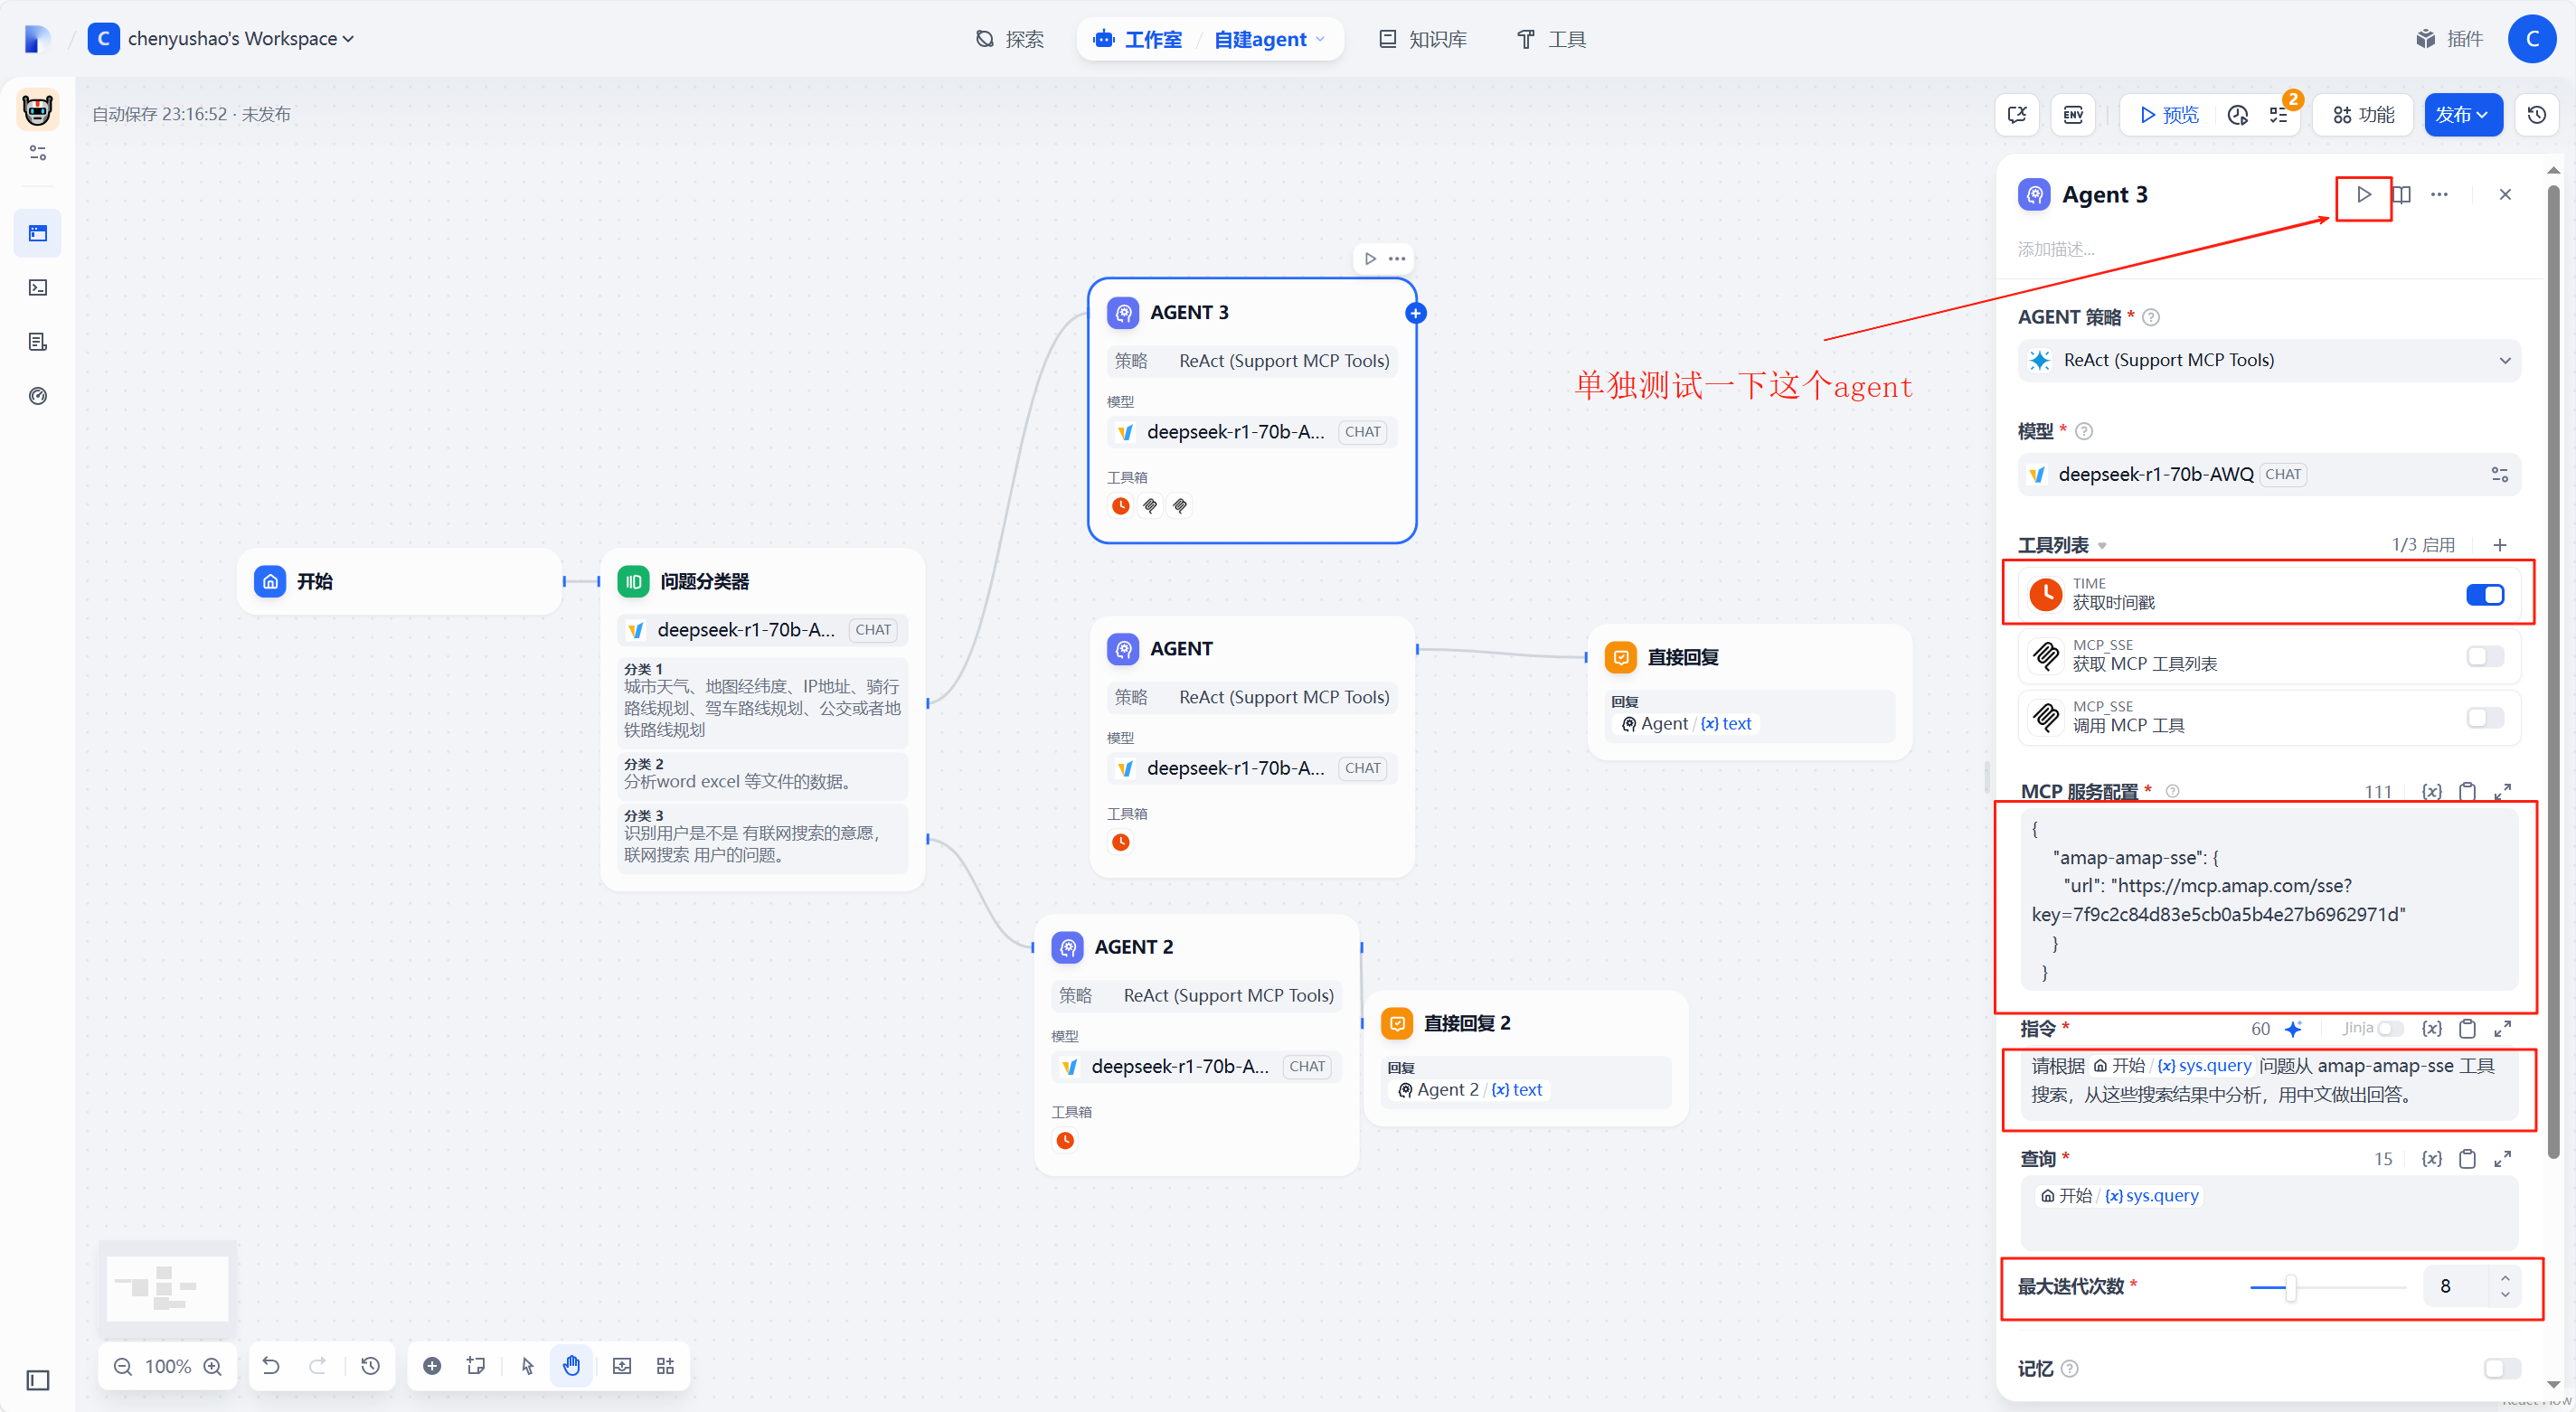 C chenyushao's Workspace
探索
工作室 / 自建agent
知识库
工具
插件
C
自动保存 23:16:52 · 未发布
ENV
预览
2
功能
发布
AGENT 3
策略 ReAct (Support MCP Tools)
模型
deepseek-r1-70b-A... CHAT
工具箱
单独测试一下这个agent
开始
问题分类器
deepseek-r1-70b-A... CHAT
分类 1
城市天气、地图经纬度、IP地址、骑行
路线规划、驾车路线规划、公交或者地
铁路线规划
分类 2
分析word excel 等文件的数据。
分类 3
识别用户是不是 有联网搜索的意愿，
联网搜索 用户的问题。
AGENT
策略 ReAct (Support MCP Tools)
模型
deepseek-r1-70b-A... CHAT
工具箱
直接回复
回复
Agent / {x} text
AGENT 2
策略 ReAct (Support MCP Tools)
模型
deepseek-r1-70b-A... CHAT
工具箱
直接回复 2
回复
Agent 2 / {x} text
100%
Agent 3
添加描述...
AGENT 策略 *
ReAct (Support MCP Tools)
模型 *
deepseek-r1-70b-AWQ CHAT
工具列表 1/3 启用
TIME
获取时间戳
MCP_SSE
获取 MCP 工具列表
MCP_SSE
调用 MCP 工具
MCP 服务配置 * 111 {x}
{
"amap-amap-sse": {
"url": "https://mcp.amap.com/sse?
key=7f9c2c84d83e5cb0a5b4e27b6962971d"
}
}
指令 * 60 Jinja {x}
请根据 开始 / {x} sys.query 问题从 amap-amap-sse 工具
搜索，从这些搜索结果中分析，用中文做出回答。
查询 * 15 {x}
开始 / {x} sys.query
最大迭代次数 * 8
记忆
React Flow